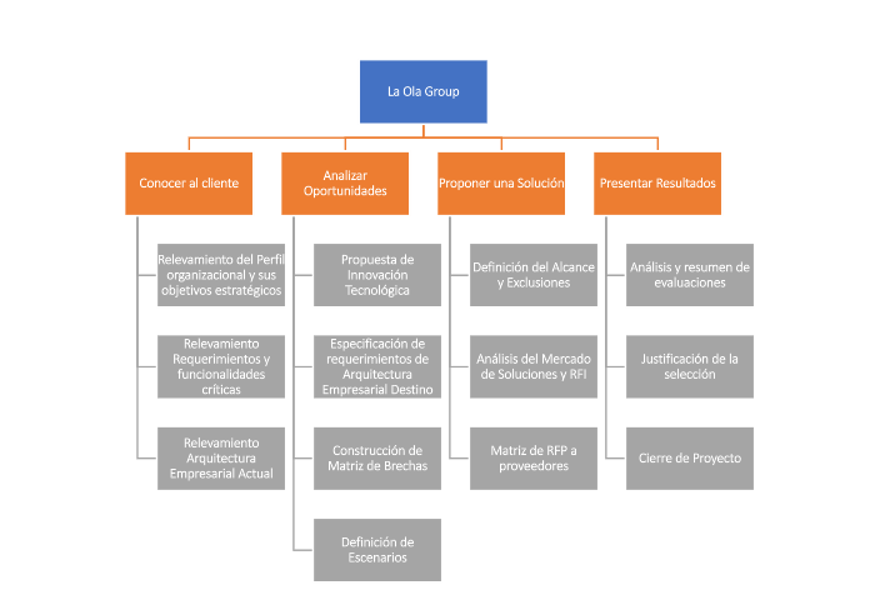 La Ola Group
Conocer al cliente
Analizar
Oportunidades
Proponer una Solución
Presentar Resultados
Relevamiento del Perfil
organizacional y sus
objetivos estratégicos
Relevamiento
Requerimientos y
funcionalidades
críticas
Relevamiento
Arquitectura
Empresarial Actual
Propuesta de
Innovación
Tecnológica
Especificación de
requerimientos de
Arquitectura
Empresarial Destino
Construcción de
Matriz de Brechas
Definición de
Escenarios
Definición del Alcance
y Exclusiones
Análisis del Mercado
de Soluciones y RFI
Matriz de RFP a
proveedores
Análisis y resumen de
evaluaciones
Justificación de la
selección
Cierre de Proyecto